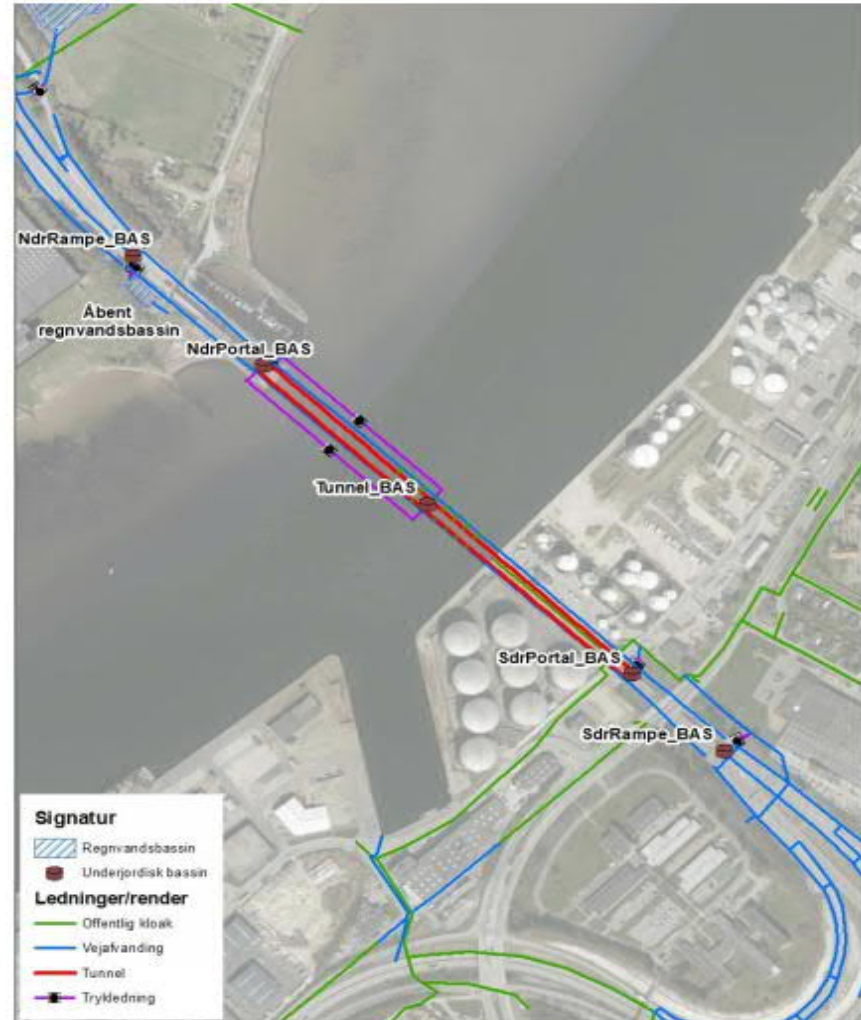 NdrRampe_BAS
Åbent
regnvandsbassin
NdrPortal_BAS
Tunnel_BAS
SdrPortal_BAS
SdrRampe_BAS
Signatur
Regnvandsbassin
Underjordisk bassin
Ledninger/render
Offentlig kloak
Vejafvanding
Tunnel
Trykledning